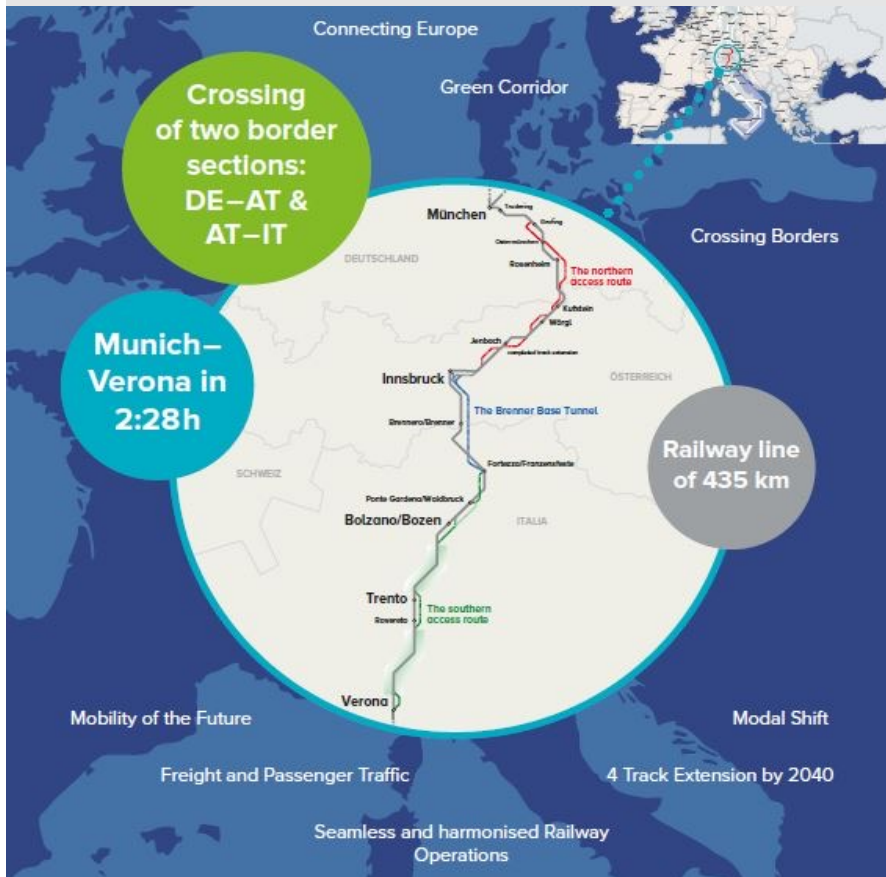 Connecting Europe
Green Corridor
Crossing
of two border
sections:
DE–AT &
AT–IT
Crossing Borders
München
Trudering
Grafing
Ostermünchen
DEUTSCHLAND
Rosenheim
The northern
access route
Kufstein
Wörgl
Jenbach
completed track extension
Munich–
Verona in
2:28h
Innsbruck
ÖSTERREICH
The Brenner Base Tunnel
Brennero/Brenner
Railway line
of 435 km
SCHWEIZ
Fortezza/Franzensfeste
Ponte Gardena/Waidbruck
Bolzano/Bozen
ITALIA
Trento
The southern
access route
Rovereto
Verona
Mobility of the Future
Modal Shift
Freight and Passenger Traffic
4 Track Extension by 2040
Seamless and harmonised Railway
Operations